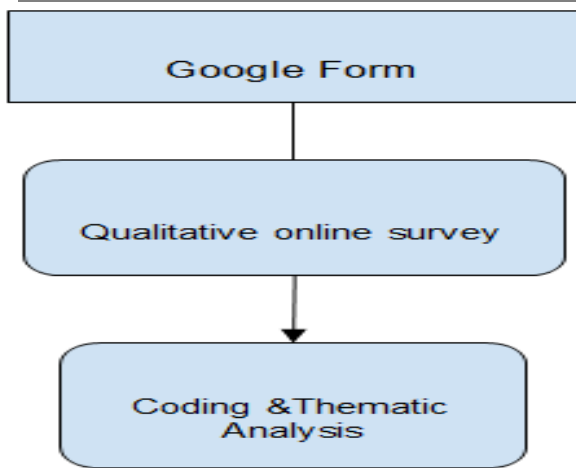 Google Form
Qualitative online survey
Coding &Thematic
Analysis